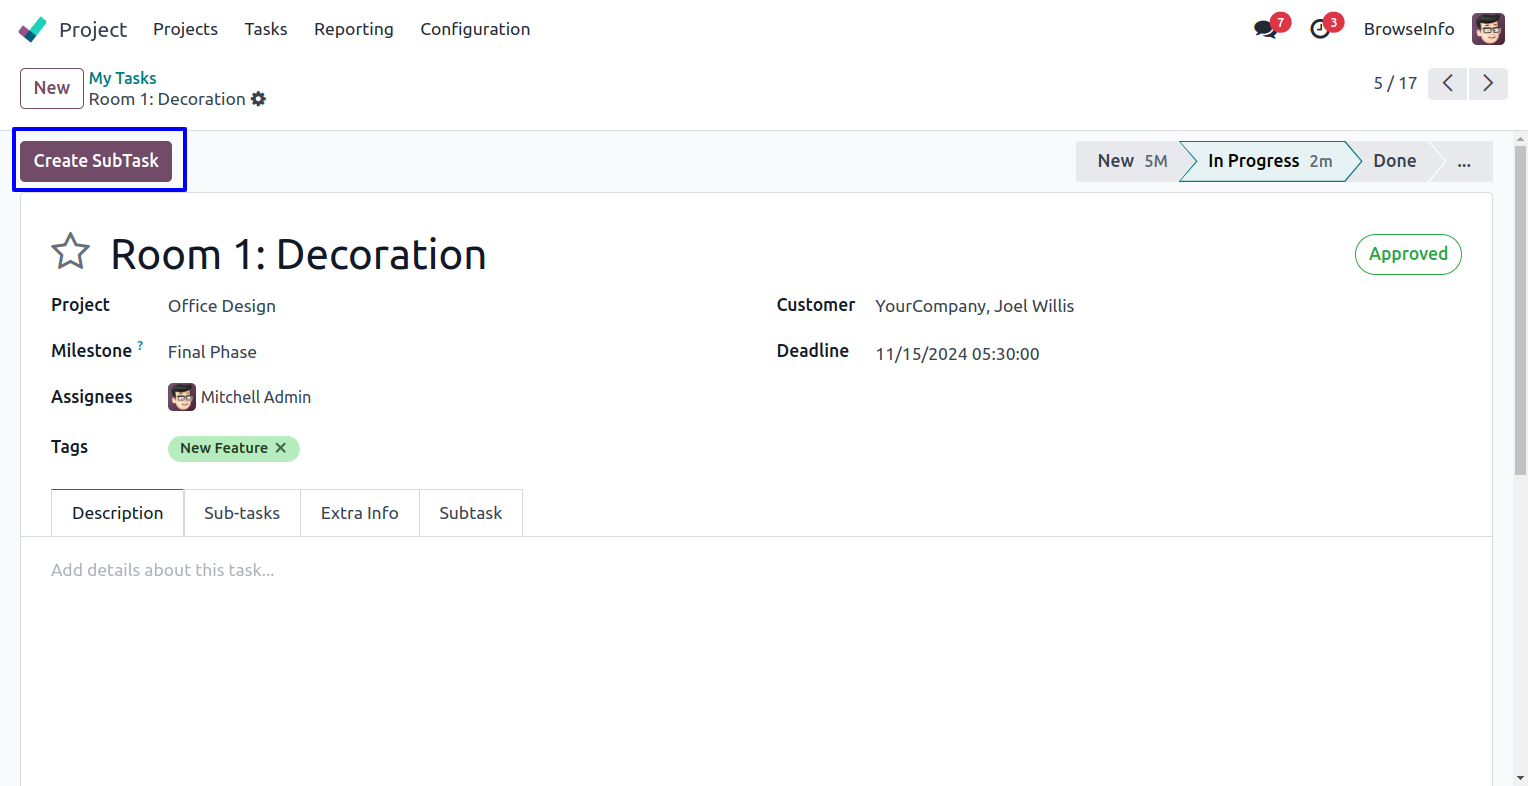 Project Projects Tasks Reporting Configuration 7 3 BrowseInfo
New My Tasks
Room 1: Decoration
5 / 17
Create SubTask New 5M In Progress 2m Done ...
Room 1: Decoration Approved
Project Office Design Customer YourCompany, Joel Willis
Milestone ? Final Phase Deadline 11/15/2024 05:30:00
Assignees Mitchell Admin
Tags New Feature ✕
Description Sub-tasks Extra Info Subtask
Add details about this task...